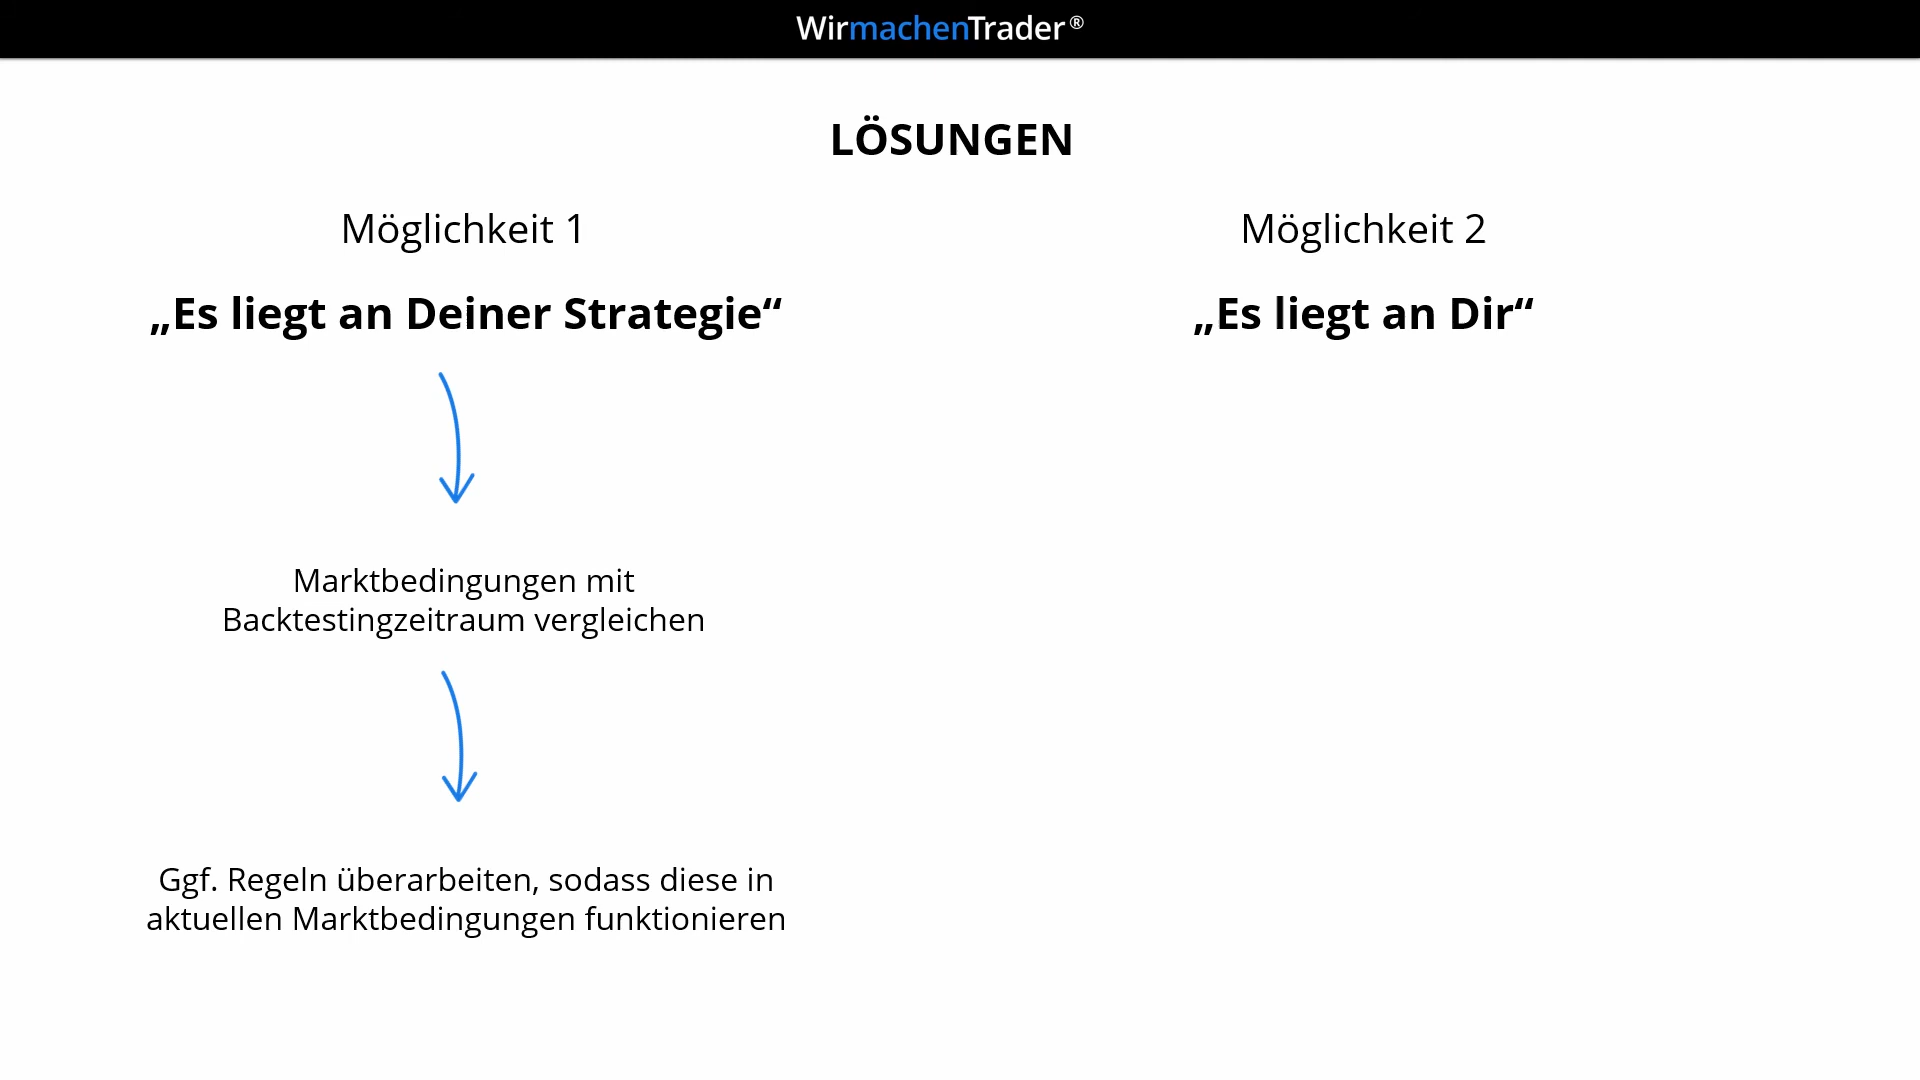 WirmachenTrader®
LÖSUNGEN
Möglichkeit 1
„Es liegt an Deiner Strategie“
Marktbedingungen mit
Backtestingzeitraum vergleichen
Ggf. Regeln überarbeiten, sodass diese in
aktuellen Marktbedingungen funktionieren
Möglichkeit 2
„Es liegt an Dir“